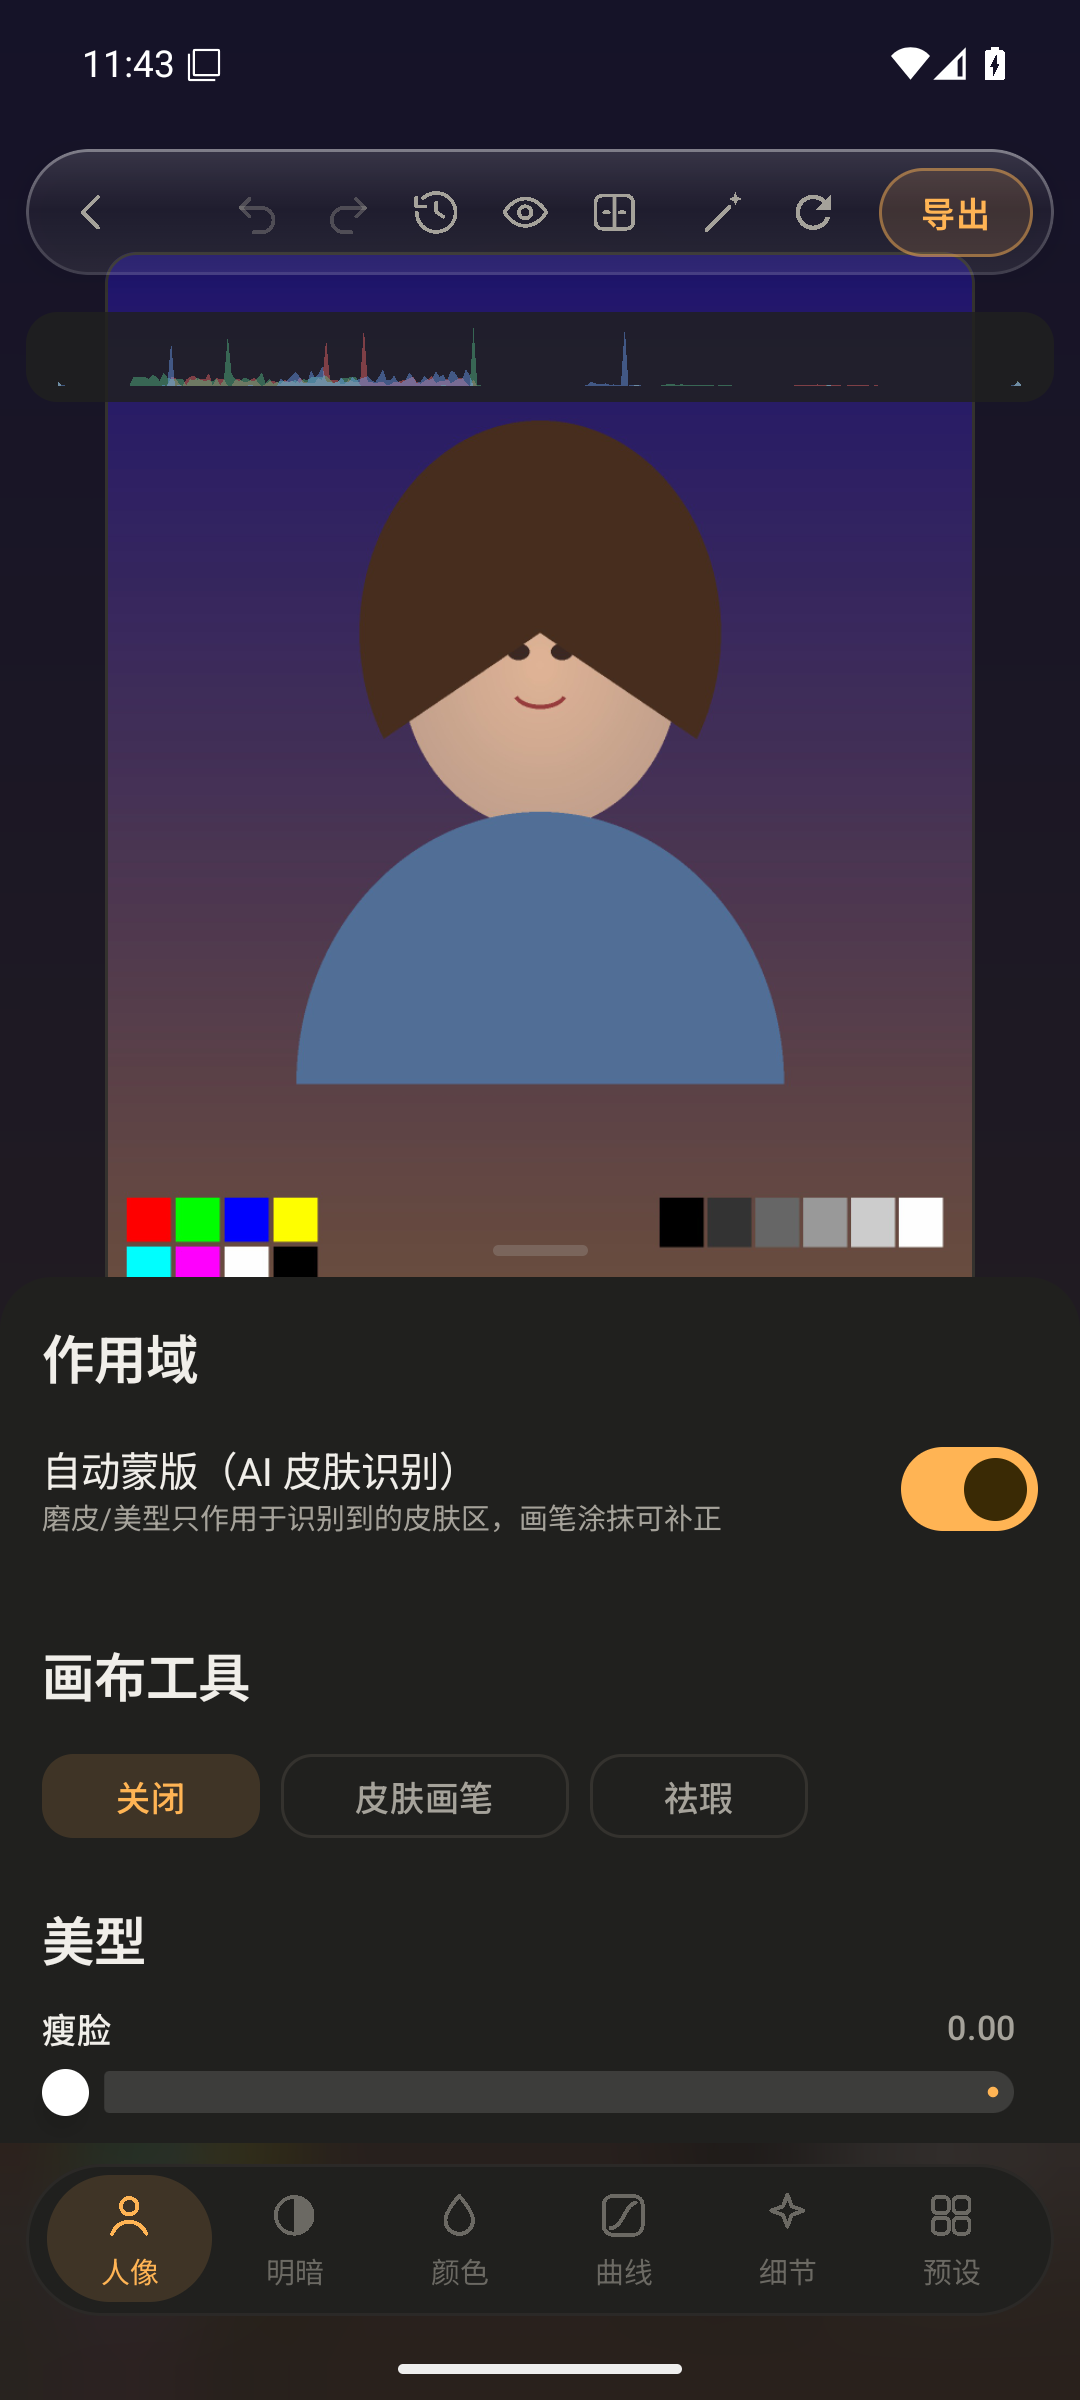 11:43
导出
作用域
自动蒙版（AI 皮肤识别）
磨皮/美型只作用于识别到的皮肤区，画笔涂抹可补正
画布工具
关闭
皮肤画笔
祛瑕
美型
瘦脸
0.00
人像
明暗
颜色
曲线
细节
预设